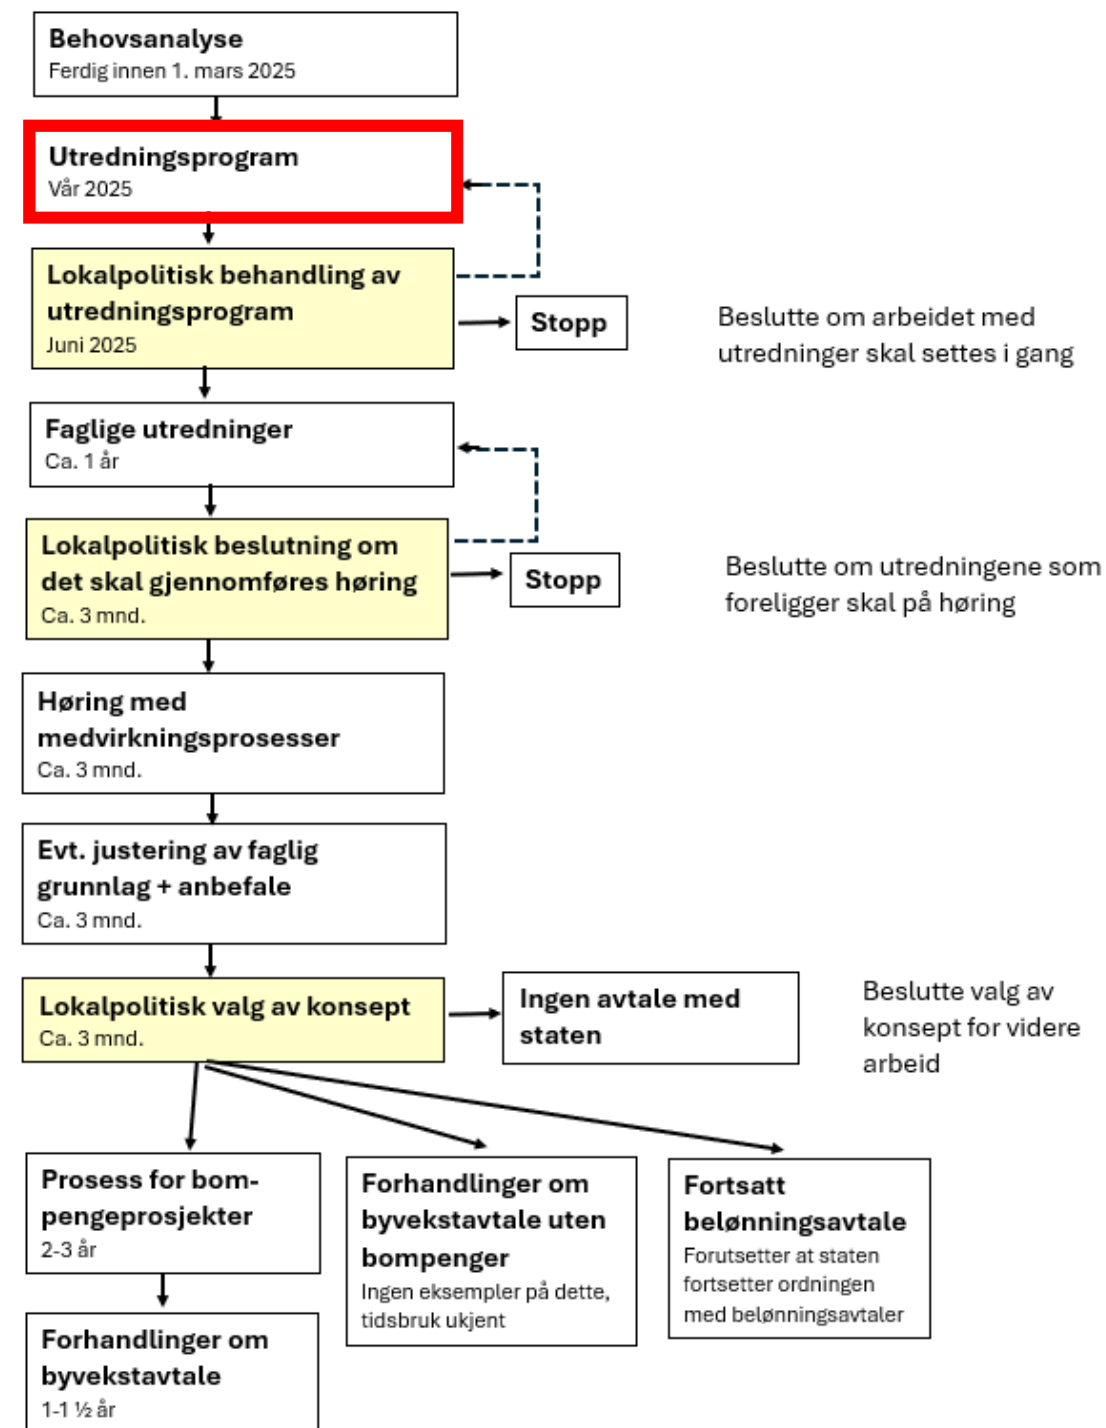 Behovsanalyse
Ferdig innen 1. mars 2025
Utredningsprogram
Vår 2025
Lokalpolitisk behandling av
utredningsprogram
Juni 2025
Stopp
Beslutte om arbeidet med
utredninger skal settes i gang
Faglige utredninger
Ca. 1 år
Lokalpolitisk beslutning om
det skal gjennomføres høring
Ca. 3 mnd.
Stopp
Beslutte om utredningene som
foreligger skal på høring
Høring med
medvirkningsprosesser
Ca. 3 mnd.
Evt. justering av faglig
grunnlag + anbefale
Ca. 3 mnd.
Lokalpolitisk valg av konsept
Ca. 3 mnd.
Ingen avtale med
staten
Beslutte valg av
konsept for videre
arbeid
Prosess for bom-
pengeprosjekter
2-3 år
Forhandlinger om
byvekstavtale uten
bompenger
Ingen eksempler på dette,
tidsbruk ukjent
Fortsatt
belønningsavtale
Forutsetter at staten
fortsetter ordningen
med belønningsavtaler
Forhandlinger om
byvekstavtale
1-1 ½ år